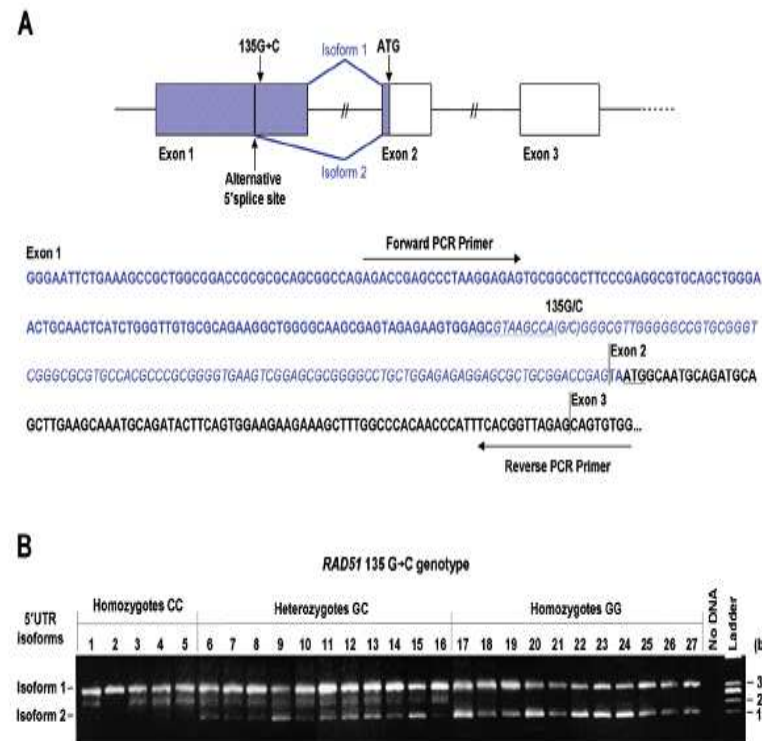 A
135G→C
Isoform 1
ATG
Exon 1
Alternative
5'splice site
Isoform 2
Exon 2
Exon 3
Exon 1
Forward PCR Primer
GGGAATTCTGAAAGCCGCTGGCGGACCGCGCGCAGCGGCCAGAGACCGAGCCCTAAGGAGAGTGCGGCGCTTCCCGAGGCGTGCAGCTGGGA
135G/C
ACTGCAACTCATCTGGGTTGTGCGCAGAAGGCTGGGGCAAGCGAGTAGAGAAGTGGAGCGTAAGCCA(G/C)GGGCGTTGGGGGCCGTGCGGGT
Exon 2
CGGGCGCGTGCCACGCCCGCGGGGTGAAGTCGGAGCGCGGGGCCTGCTGGAGAGAGGAGCGCTGCGGACCGAGTAATGGCAATGCAGATGCA
Exon 3
GCTTGAAGCAAATGCAGATACTTCAGTGGAAGAAGAAAGCTTTGGCCCACAACCCATTTCACGGTTAGAGCAGTGTGG...
Reverse PCR Primer
B
RAD51 135 G→C genotype
Homozygotes CC Heterozygotes GC Homozygotes GG No DNA Ladder
5'UTR
isoforms
1 2 3 4 5 6 7 8 9 10 11 12 13 14 15 16 17 18 19 20 21 22 23 24 25 26 27 (b
Isoform 1
3
2
Isoform 2
1